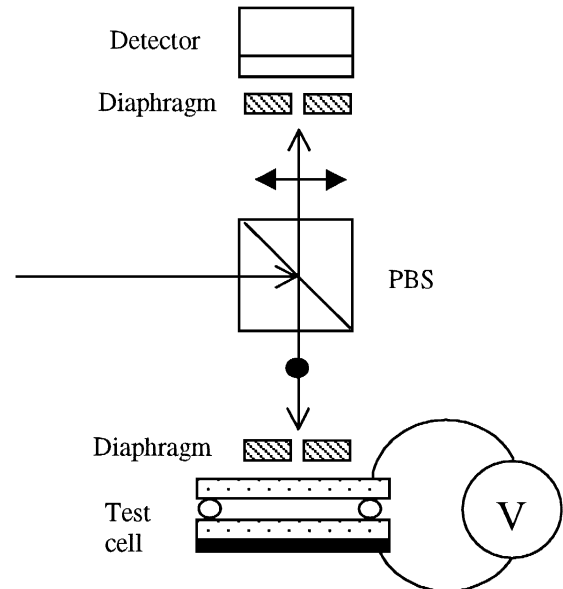 Detector
Diaphragm
PBS
Diaphragm
Test
cell
V